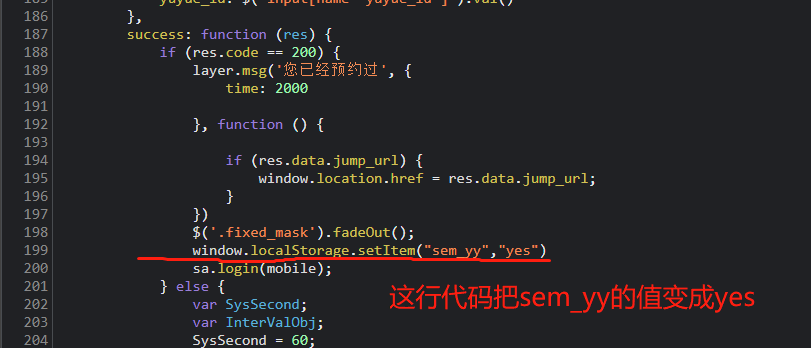 185 yuyue_id: $('input[name="yuyue_id"]').val()
186 },
187 success: function (res) {
188 if (res.code == 200) {
189 layer.msg('您已经预约过', {
190 time: 2000
191
192 }, function () {
193
194 if (res.data.jump_url) {
195 window.location.href = res.data.jump_url;
196 }
197 })
198 $('.fixed_mask').fadeOut();
199 window.localStorage.setItem("sem_yy","yes")
200 sa.login(mobile);
201 } else {
202 var SysSecond;
203 var InterValObj;
204 SysSecond = 60;
这行代码把sem_yy的值变成yes